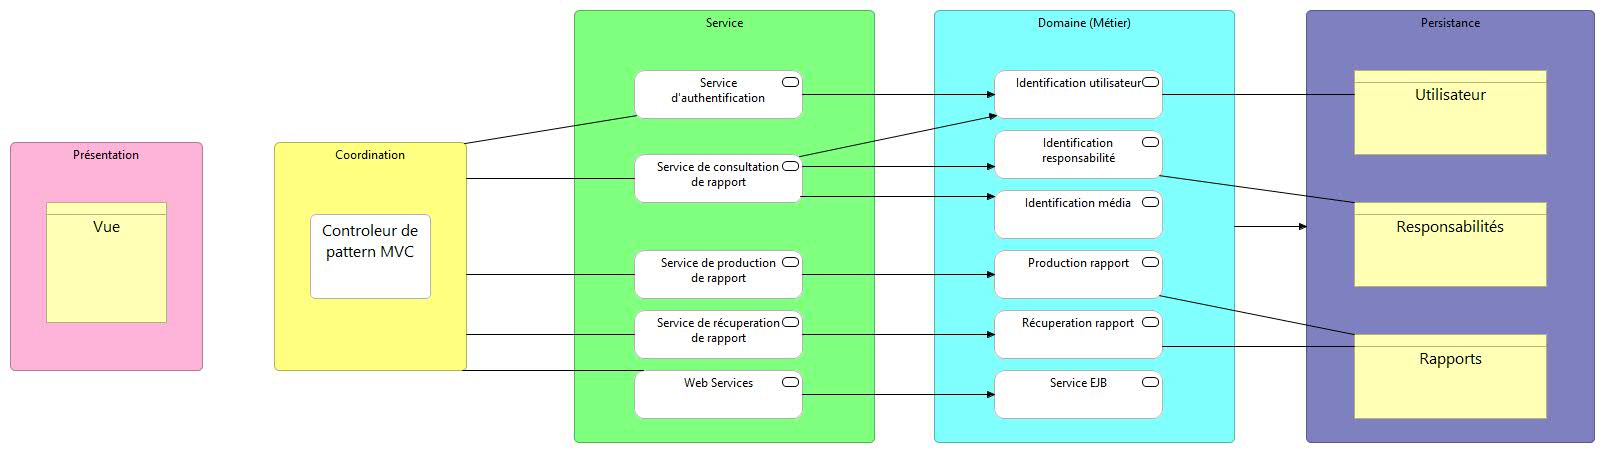 Présentation
Vue
Coordination
Controleur de
pattern MVC
Service
Service
d'authentification
Service de consultation
de rapport
Service de production
de rapport
Service de récuperation
de rapport
Web Services
Domaine (Métier)
Identification utilisateur
Identification
responsabilité
Identification média
Production rapport
Récuperation rapport
Service EJB
Persistance
Utilisateur
Responsabilités
Rapports